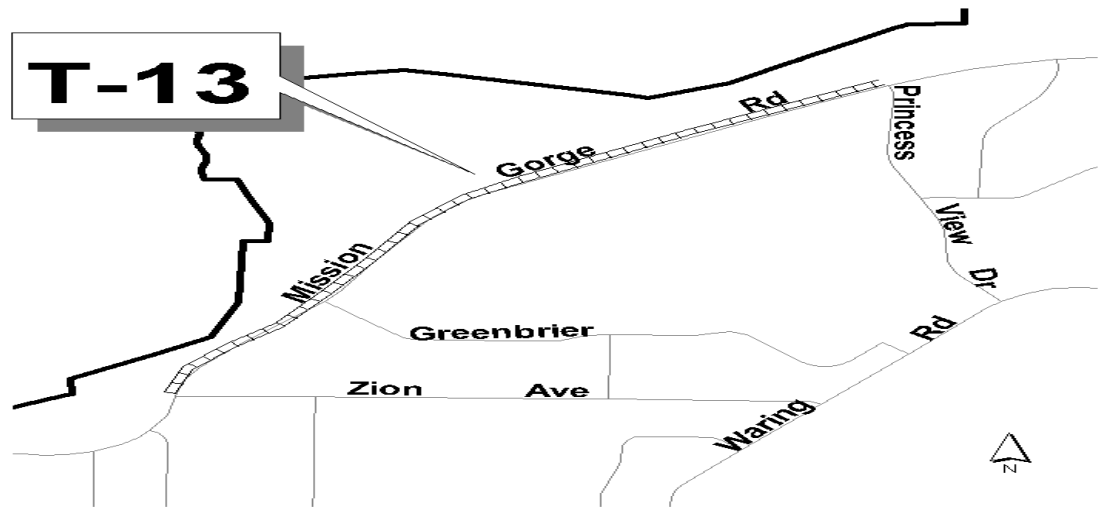 T-13
Mission Gorge Rd
Princess View Dr
Greenbrier
Zion Ave
Waring Rd
N